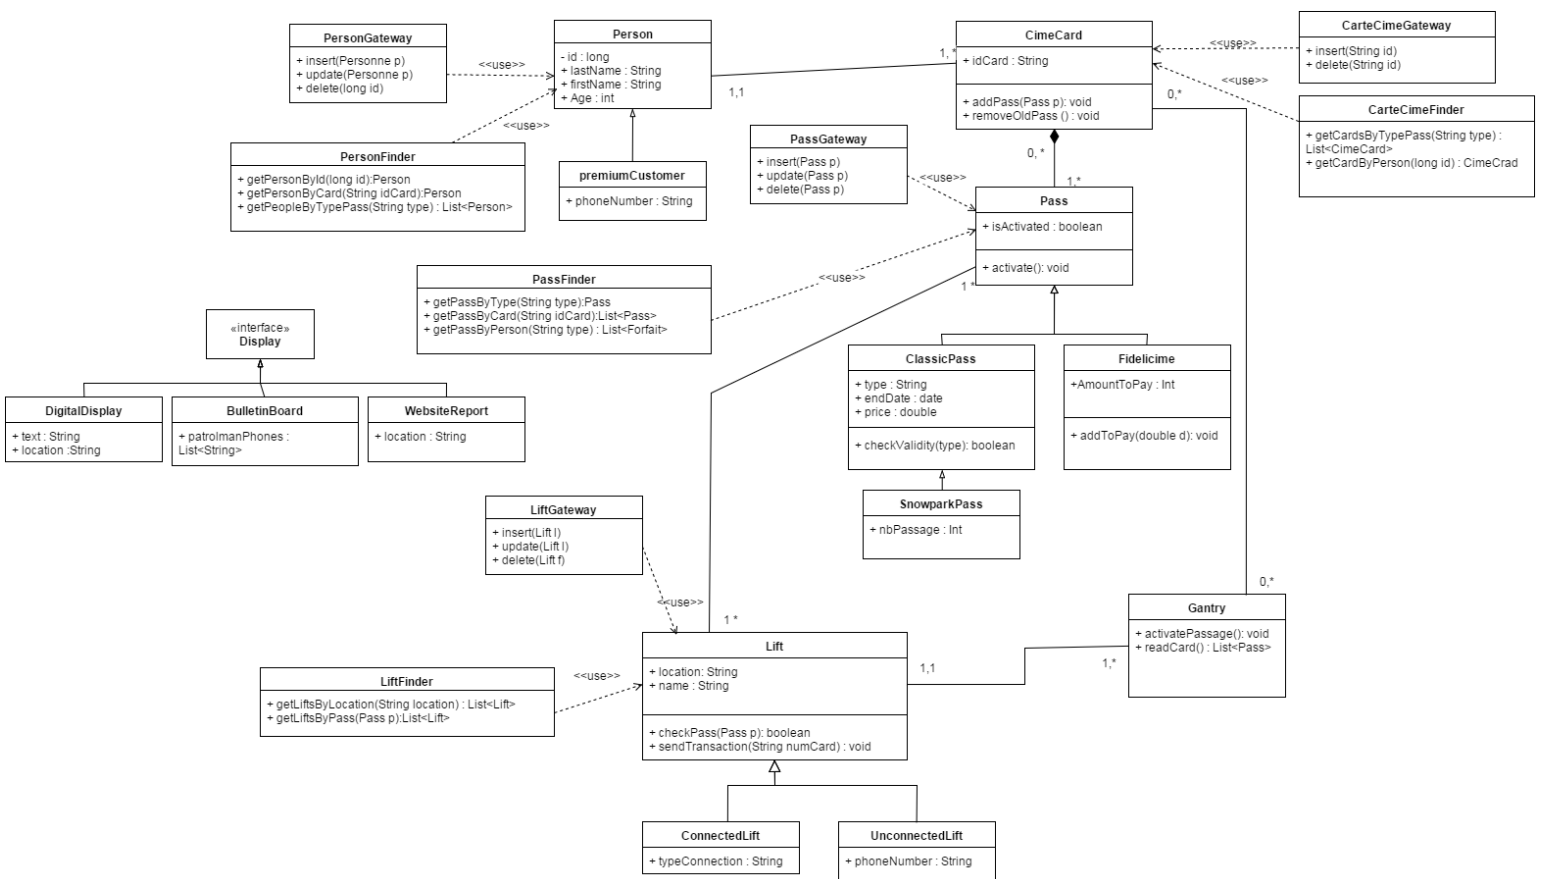 PersonGateway
+ insert(Personne p)
+ update(Personne p)
+ delete(long id)
<<use>>
Person
- id : long
+ lastName : String
+ firstName : String
+ Age : int
1,1
1, *
CimeCard
+ idCard : String
+ addPass(Pass p): void
+ removeOldPass () : void
<<use>>
CarteCimeGateway
+ insert(String id)
+ delete(String id)
<<use>>
CarteCimeFinder
+ getCardsByTypePass(String type) :
List<CimeCard>
+ getCardByPerson(long id) : CimeCrad
0,*
<<use>>
PersonFinder
+ getPersonById(long id):Person
+ getPersonByCard(String idCard):Person
+ getPeopleByTypePass(String type) : List<Person>
premiumCustomer
+ phoneNumber : String
PassGateway
+ insert(Pass p)
+ update(Pass p)
+ delete(Pass p)
<<use>>
0, *
1,*
Pass
+ isActivated : boolean
+ activate(): void
1 *
PassFinder
+ getPassByType(String type):Pass
+ getPassByCard(String idCard):List<Pass>
+ getPassByPerson(String type) : List<Forfait>
<<use>>
«interface»
Display
DigitalDisplay
+ text : String
+ location :String
BulletinBoard
+ patrolmanPhones :
List<String>
WebsiteReport
+ location : String
ClassicPass
+ type : String
+ endDate : date
+ price : double
+ checkValidity(type): boolean
Fidelicime
+AmountToPay : Int
+ addToPay(double d): void
SnowparkPass
+ nbPassage : Int
LiftGateway
+ insert(Lift l)
+ update(Lift l)
+ delete(Lift f)
<<use>>
1 *
0,*
Gantry
+ activatePassage(): void
+ readCard() : List<Pass>
1,*
1,1
Lift
+ location: String
+ name : String
+ checkPass(Pass p): boolean
+ sendTransaction(String numCard) : void
<<use>>
LiftFinder
+ getLiftsByLocation(String location) : List<Lift>
+ getLiftsByPass(Pass p):List<Lift>
ConnectedLift
+ typeConnection : String
UnconnectedLift
+ phoneNumber : String